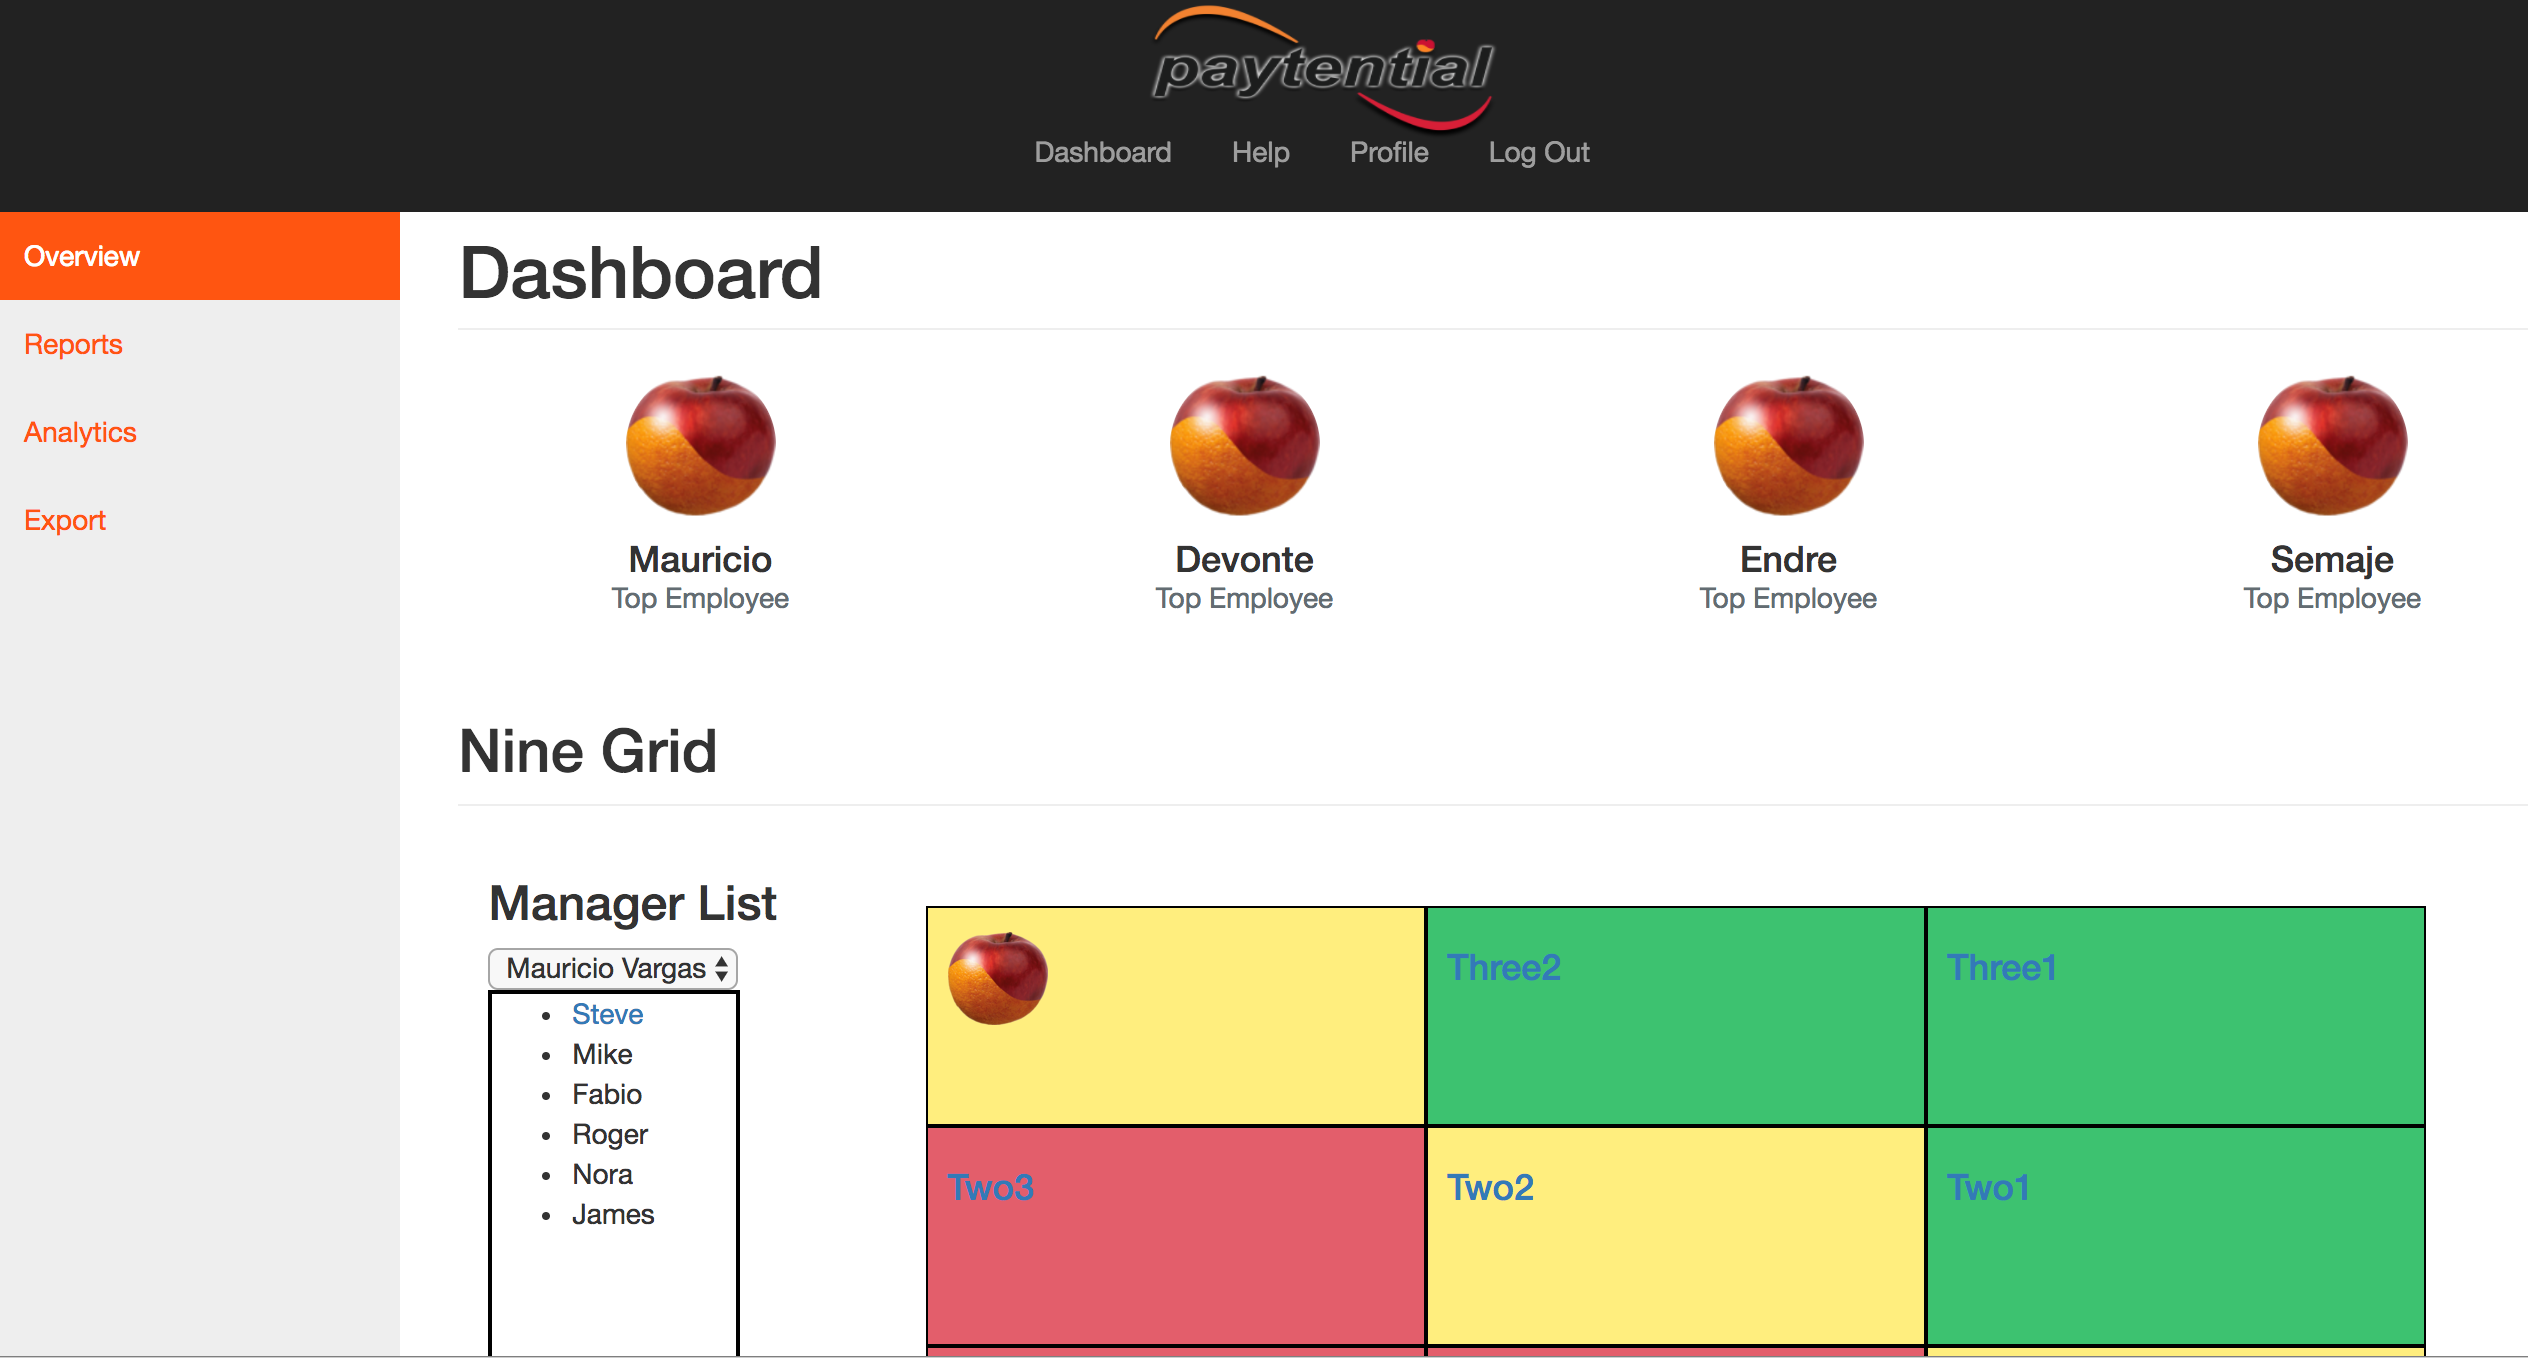 paytential
Dashboard Help Profile Log Out
Overview
Reports
Analytics
Export
Dashboard
Mauricio
Top Employee
Devonte
Top Employee
Endre
Top Employee
Semaje
Top Employee
Nine Grid
Manager List
Mauricio Vargas
Steve
Mike
Fabio
Roger
Nora
James
Three2
Three1
Two3
Two2
Two1